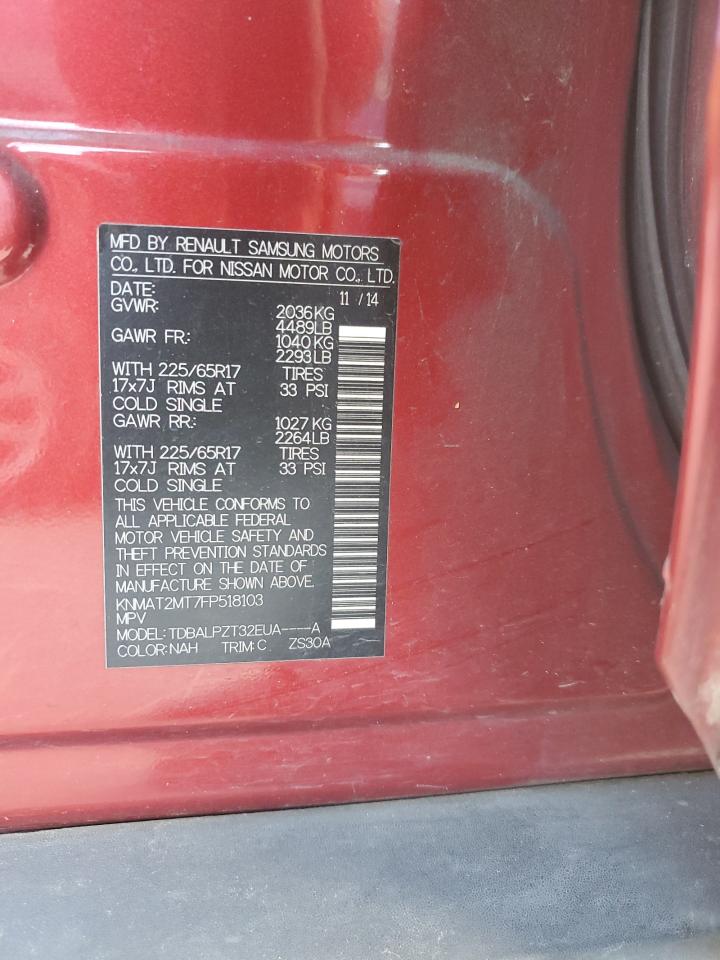 MFD BY RENAULT SAMSUNG MOTORS
CO., LTD. FOR NISSAN MOTOR CO., LTD.
DATE: 11 / 14
GVWR: 2036 KG
4489 LB
GAWR FR: 1040 KG
2293 LB
WITH 225/65R17 TIRES
17x7J RIMS AT 33 PSI
COLD SINGLE
GAWR RR: 1027 KG
2264 LB
WITH 225/65R17 TIRES
17x7J RIMS AT 33 PSI
COLD SINGLE
THIS VEHICLE CONFORMS TO
ALL APPLICABLE FEDERAL
MOTOR VEHICLE SAFETY AND
THEFT PREVENTION STANDARDS
IN EFFECT ON THE DATE OF
MANUFACTURE SHOWN ABOVE.
KNMAT2MT7FP518103
MPV
MODEL: TDBALPZT32EUA----A
COLOR: NAH TRIM: C ZS30A